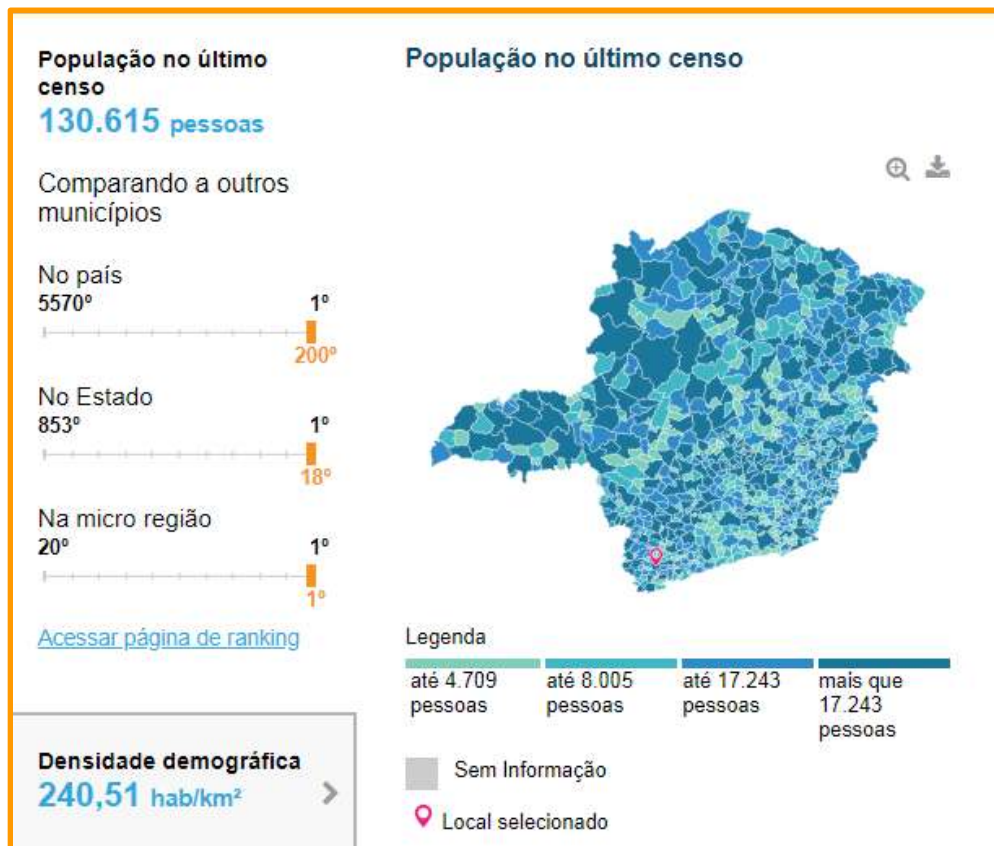 População no último
censo
130.615 pessoas
Comparando a outros
municípios
No país
5570º 1º
200º
No Estado
853º 1º
18º
Na micro região
20º 1º
1º
Acessar página de ranking
Densidade demográfica
240,51 hab/km²
População no último censo
Legenda
até 4.709 até 8.005 até 17.243 mais que
pessoas pessoas pessoas 17.243
pessoas
Sem Informação
Local selecionado